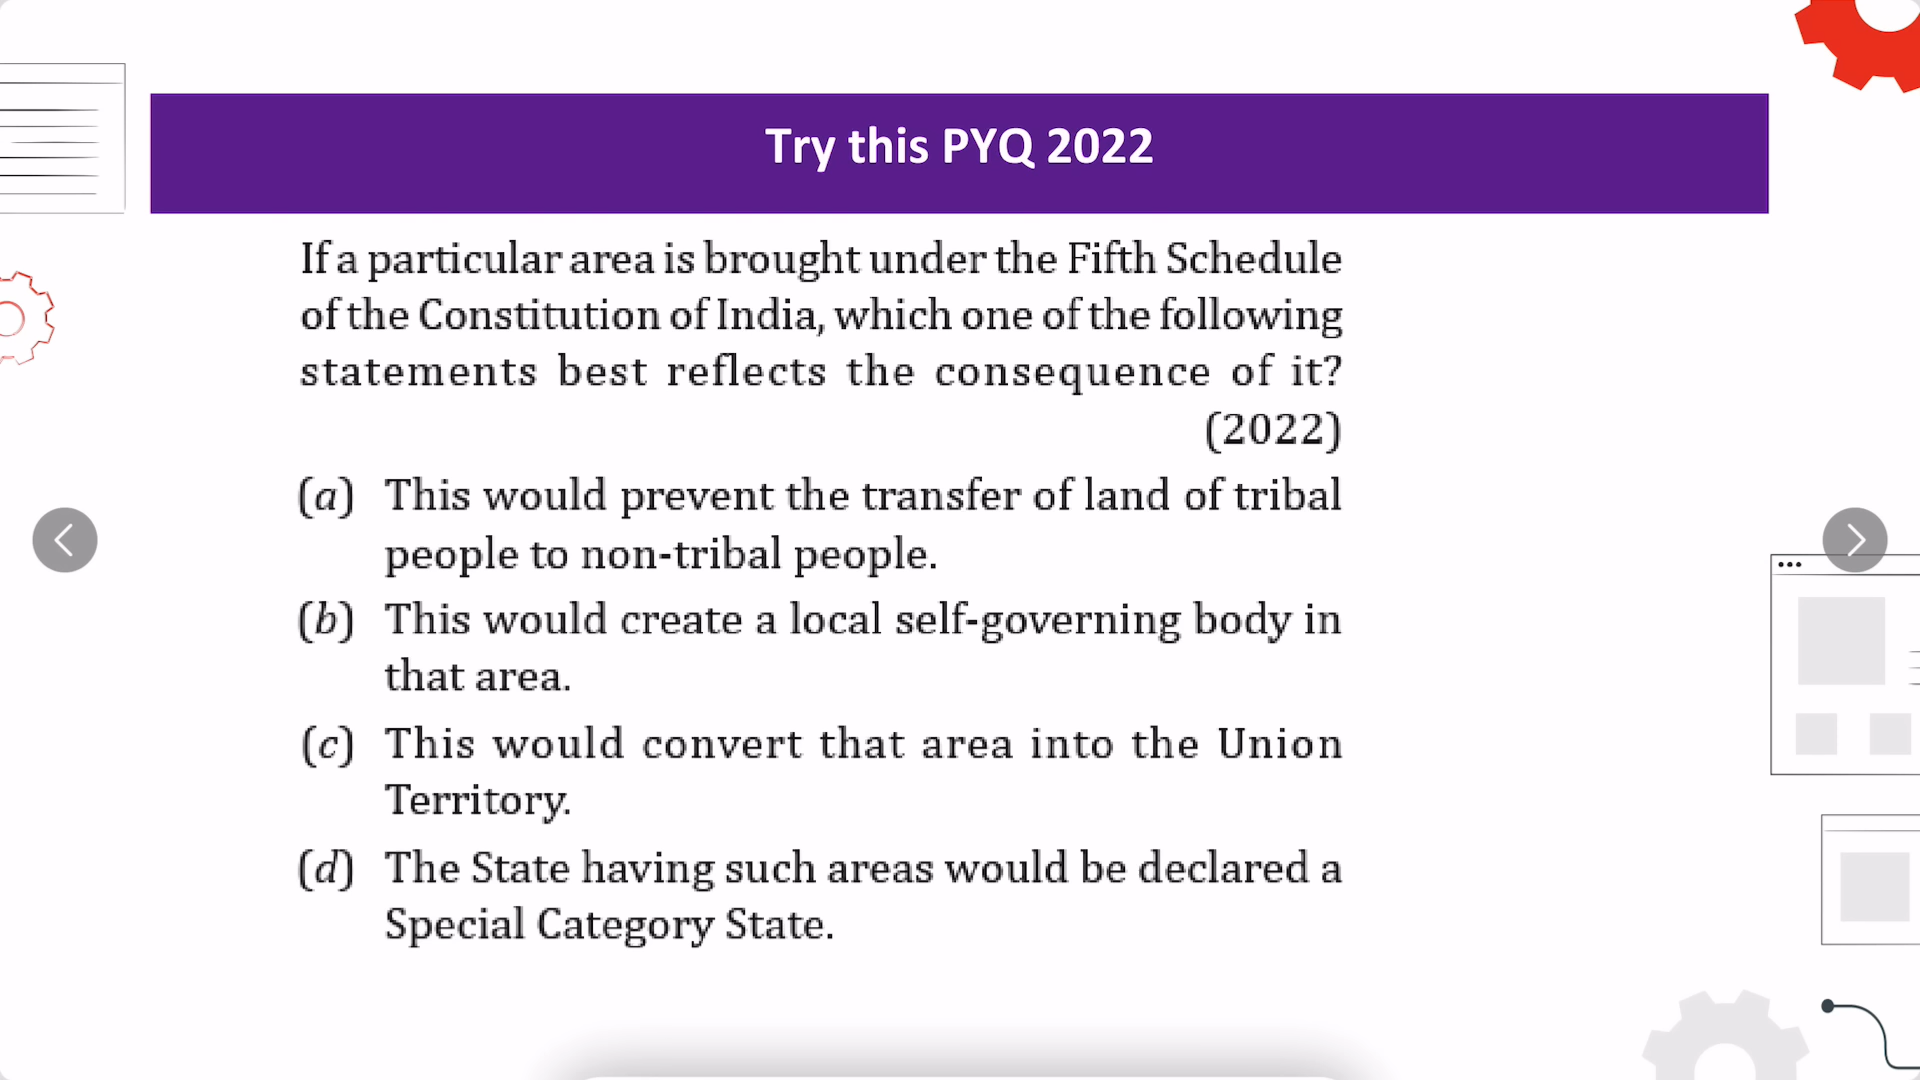 Try this PYQ 2022
If a particular area is brought under the Fifth Schedule
of the Constitution of India, which one of the following
statements best reflects the consequence of it?
(2022)
(a) This would prevent the transfer of land of tribal
people to non-tribal people.
(b) This would create a local self-governing body in
that area.
(c) This would convert that area into the Union
Territory.
(d) The State having such areas would be declared a
Special Category State.